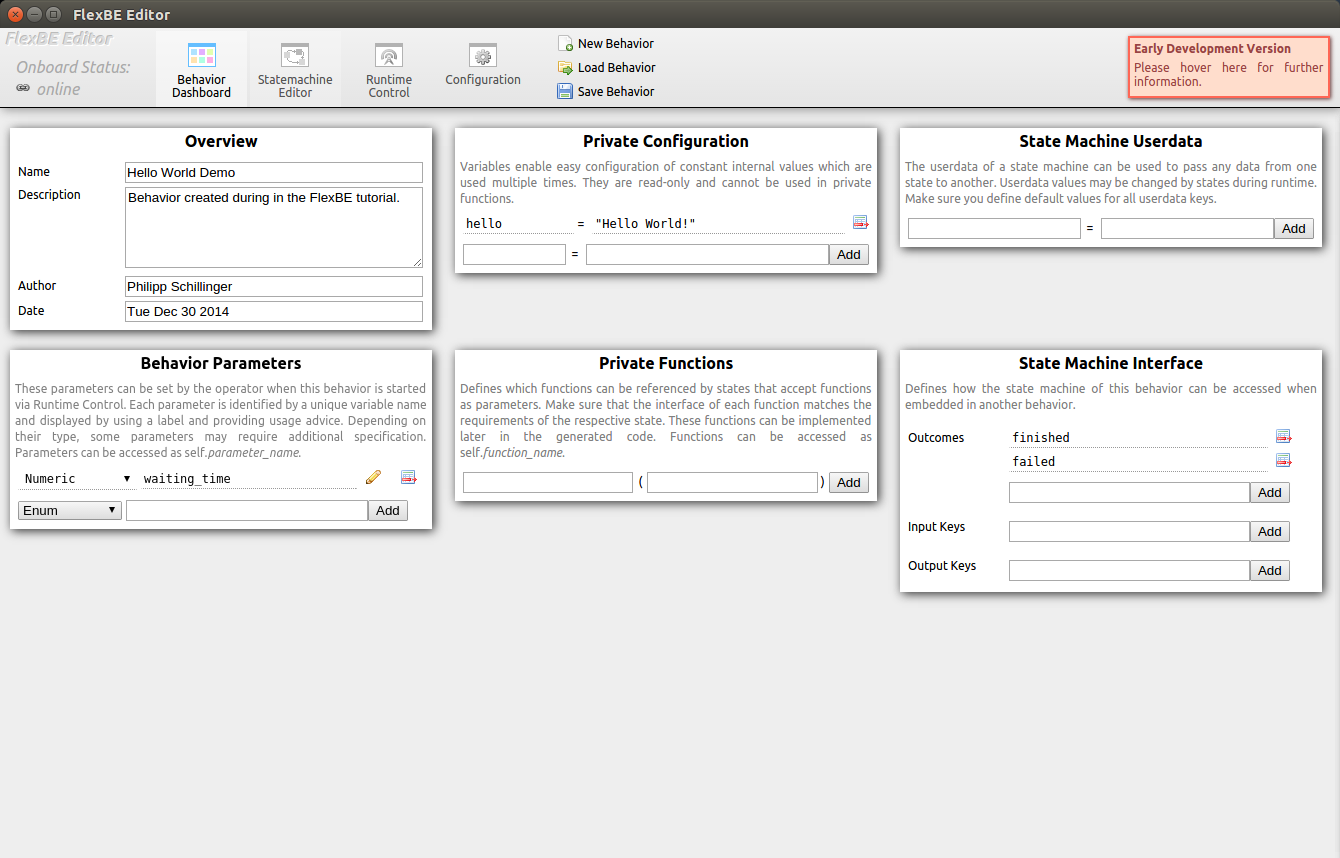 FlexBE Editor
FlexBE Editor
Onboard Status:
online
Behavior
Dashboard
Statemachine
Editor
Runtime
Control
Configuration
New Behavior
Load Behavior
Save Behavior
Early Development Version n
Please hover here for further
information.
Overview
Name
Hello World Demo
Description
Behavior created during in the FlexBE tutorial.
Author
Philipp Schillinger
Date
Tue Dec 30 2014
Private Configuration
Variables enable easy configuration of constant internal values which are
used multiple times. They are read-only and cannot be used in private
functions.
hello = "Hello World!"
= Add
State Machine Userdata
The userdata of a state machine can be used to pass any data from one
state to another. Userdata values may be changed by states during runtime.
Make sure you define default values for all userdata keys.
= Add
Behavior Parameters
These parameters can be set by the operator when this behavior is started
via Runtime Control. Each parameter is identified by a unique variable name
and displayed by using a label and providing usage advice. Depending on
their type, some parameters may require additional specification.
Parameters can be accessed as self.parameter_name.
Numeric waiting_time
Enum Add
Private Functions
Defines which functions can be referenced by states that accept functions
as parameters. Make sure that the interface of each function matches the
requirements of the respective state. These functions can be implemented
later in the generated code. Functions can be accessed as
self.function_name.
( ) Add
State Machine Interface
Defines how the state machine of this behavior can be accessed when
embedded in another behavior.
Outcomes finished
failed
Add
Input Keys Add
Output Keys Add